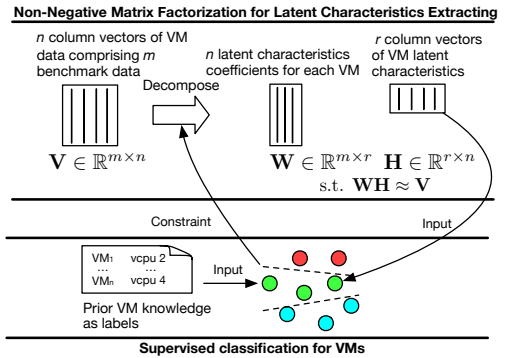 Non-Negative Matrix Factorization for Latent Characteristics Extracting
n column vectors of VM
data comprising m
benchmark data
n latent characteristics
coefficients for each VM
r column vectors
of VM latent
characteristics
Decompose
V ∈ ℝ^{m×n}
W ∈ ℝ^{m×r} H ∈ ℝ^{r×n}
s.t. WH ≈ V
Constraint
Input
VM₁ vcpu 2
... ...
VMₙ vcpu 4
Input
Prior VM knowledge
as labels
Supervised classification for VMs